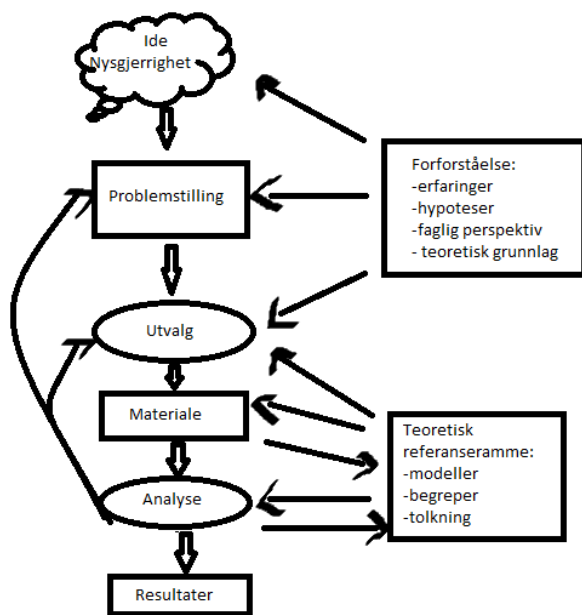 Ide
Nysgjerrighet
Problemstilling
Forforståelse:
-erfaringer
-hypoteser
-faglig perspektiv
- teoretisk grunnlag
Utvalg
Materiale
Teoretisk
referanseramme:
-modeller
-begreper
-tolkning
Analyse
Resultater